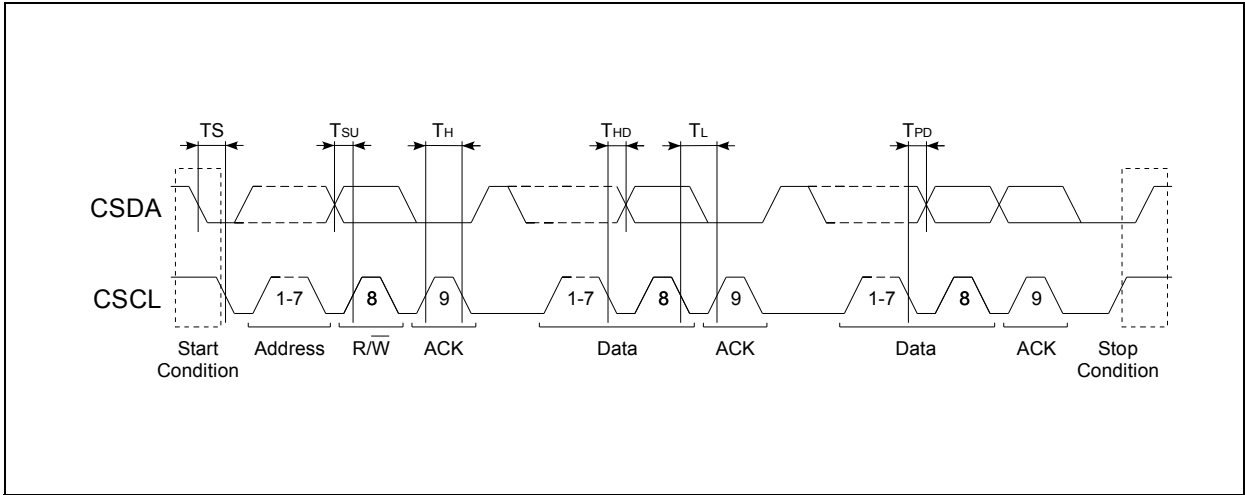 TS TSU TH THD TL TPD
CSDA
CSCL 1-7 8 9 1-7 8 9 1-7 8 9
Start Condition Address R/W̅ ACK Data ACK Data ACK Stop Condition